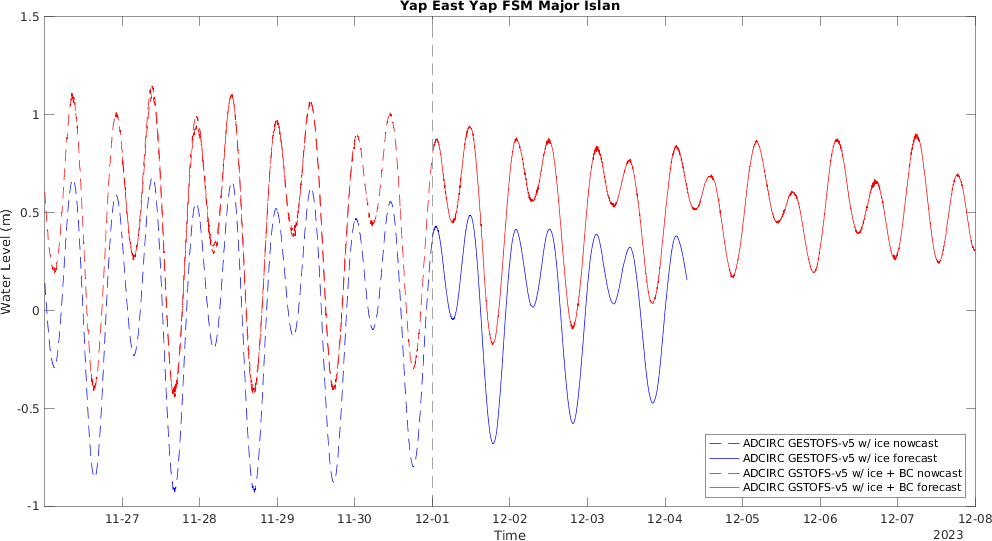 Yap East Yap FSM Major Islan
Water Level (m)
1.5
1
0.5
0
-0.5
-1
11-27 11-28 11-29 11-30 12-01 12-02 12-03 12-04 12-05 12-06 12-07 12-08
Time
2023
ADCIRC GESTOFS-v5 w/ ice nowcast
ADCIRC GESTOFS-v5 w/ ice forecast
ADCIRC GSTOFS-v5 w/ ice + BC nowcast
ADCIRC GSTOFS-v5 w/ ice + BC forecast